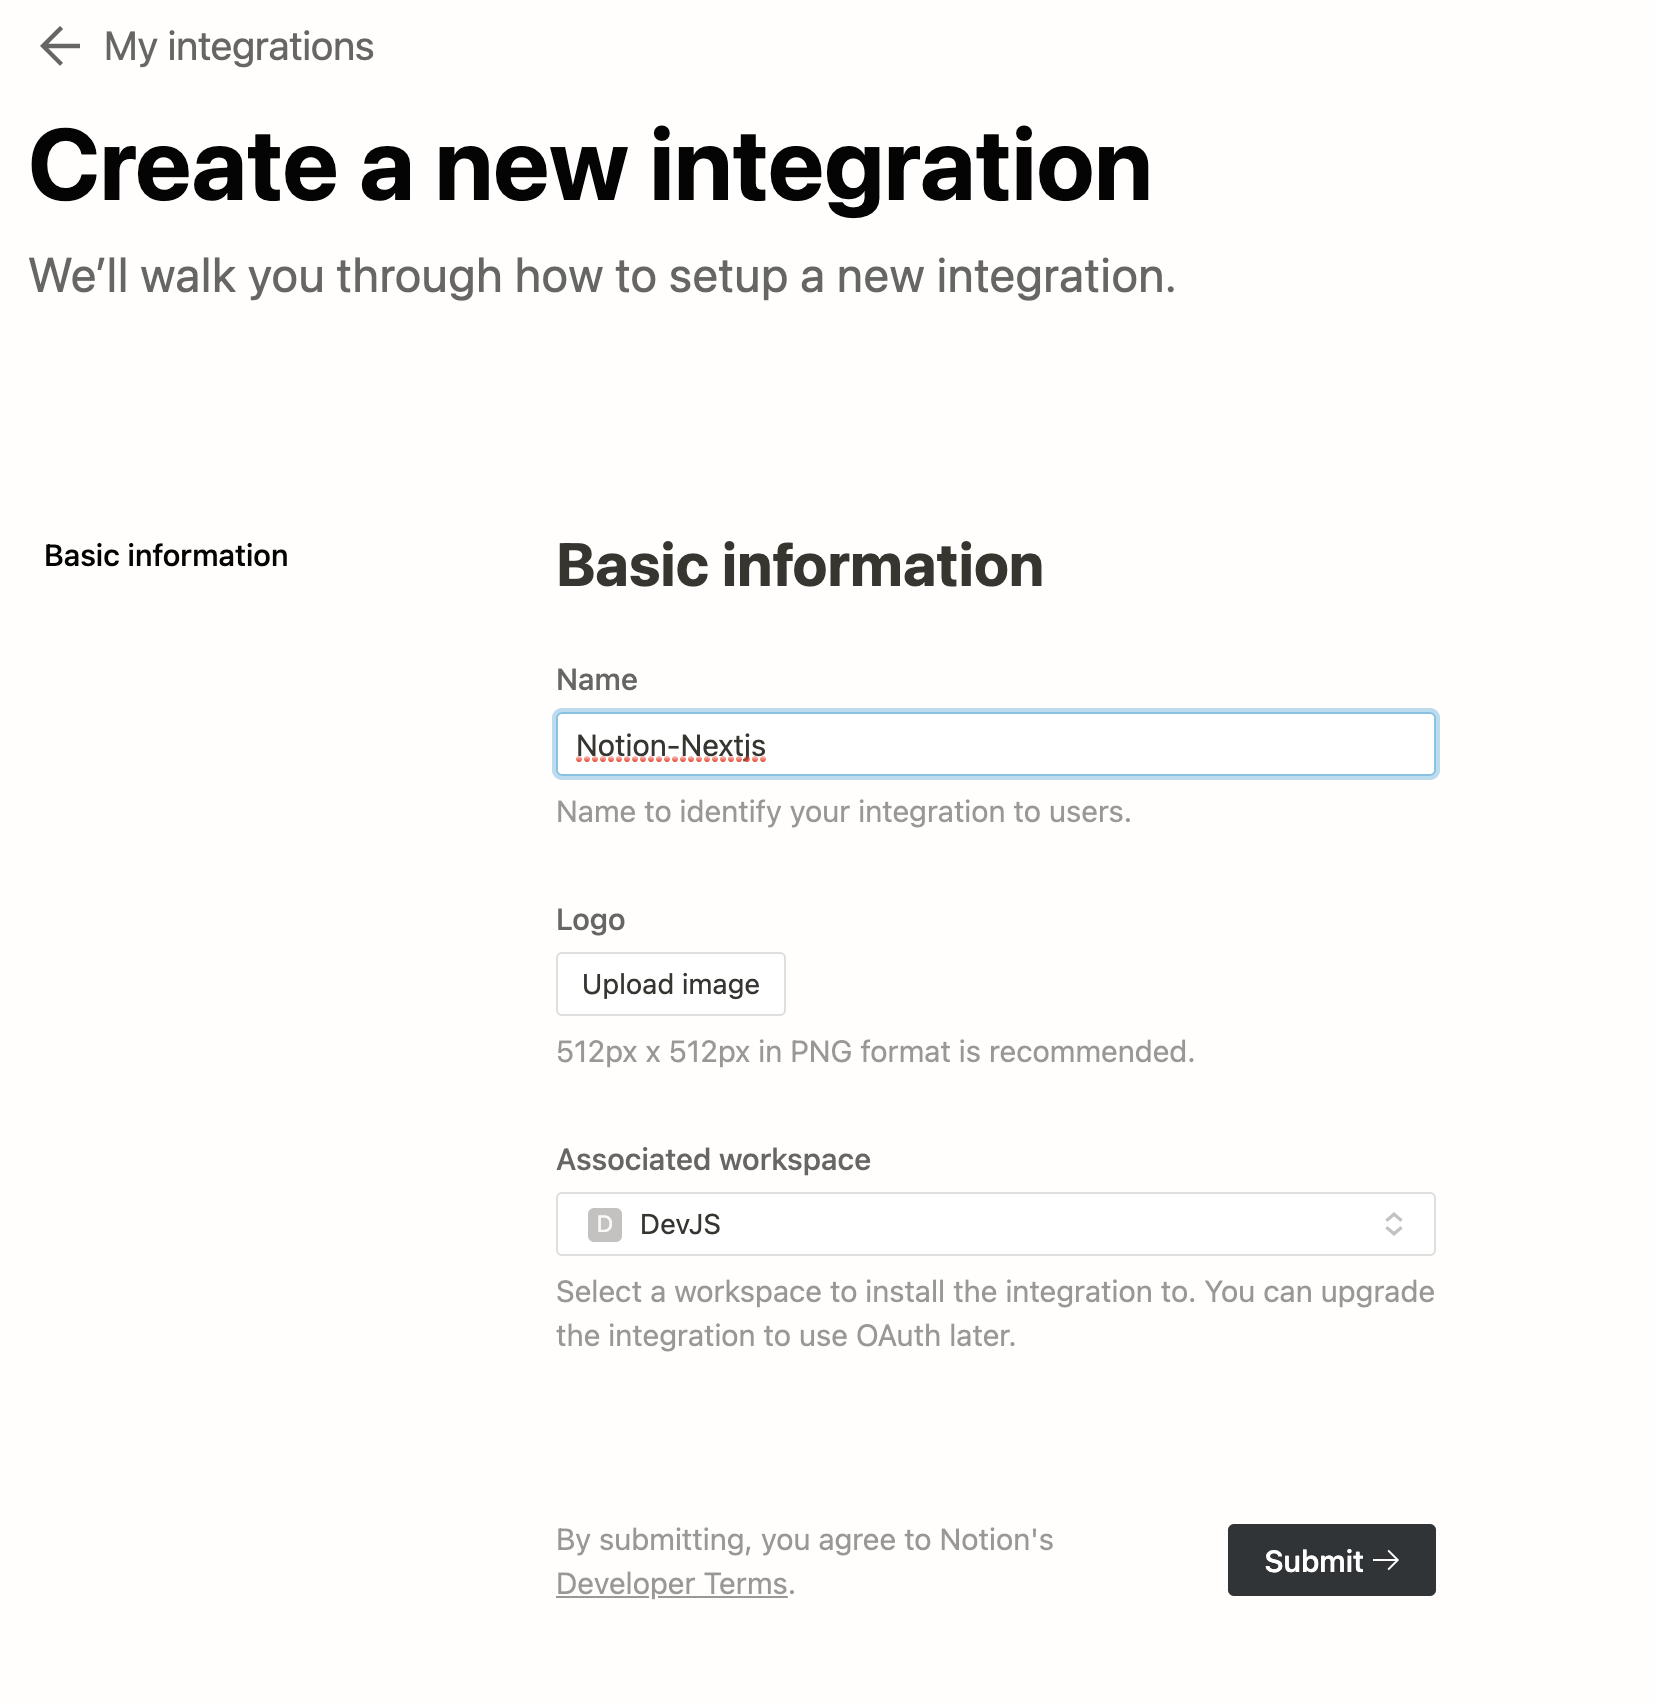 My integrations
Create a new integration
We’ll walk you through how to setup a new integration.
Basic information
Basic information
Name
Notion-Nextjs
Name to identify your integration to users.
Logo
Upload image
512px x 512px in PNG format is recommended.
Associated workspace
D DevJS
Select a workspace to install the integration to. You can upgrade
the integration to use OAuth later.
By submitting, you agree to Notion's
Developer Terms.
Submit →